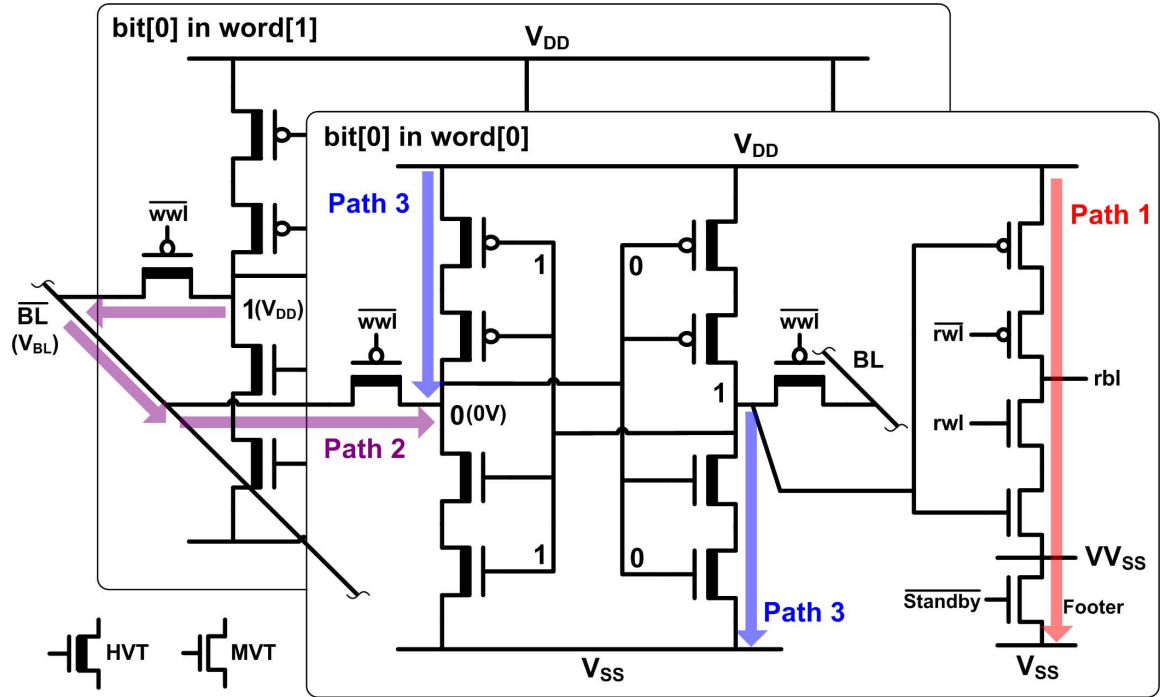 bit[0] in word[1]
VDD
bit[0] in word[0]
VDD
Path 3
Path 1
wwl
1
0
1(VDD)
BL
(VBL)
wwl
wwl
BL
rwl
rbl
1
0(0V)
rwl
Path 2
1
0
VVSS
Path 3
Standby
Footer
HVT
MVT
VSS
VSS